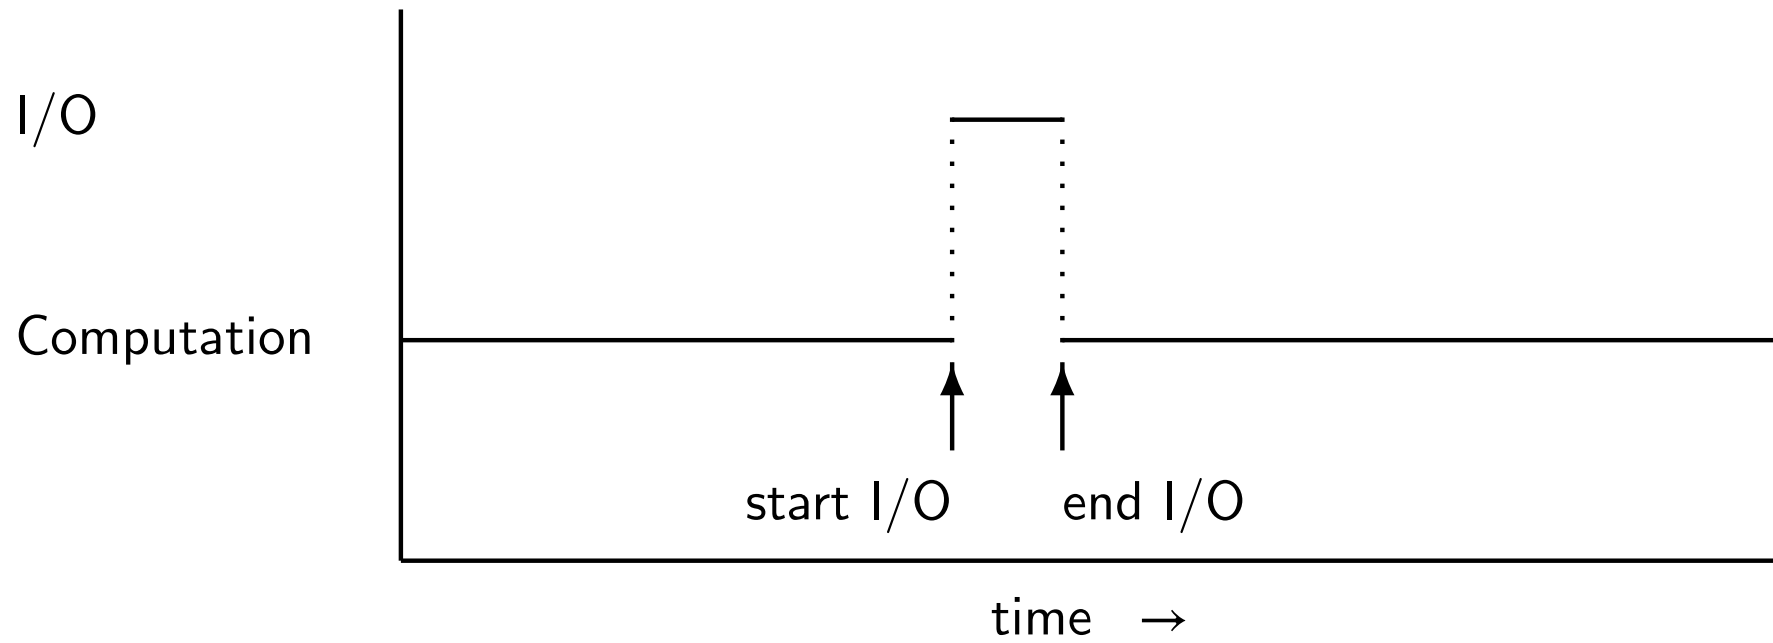 I/O
Computation
start I/O
end I/O
time →